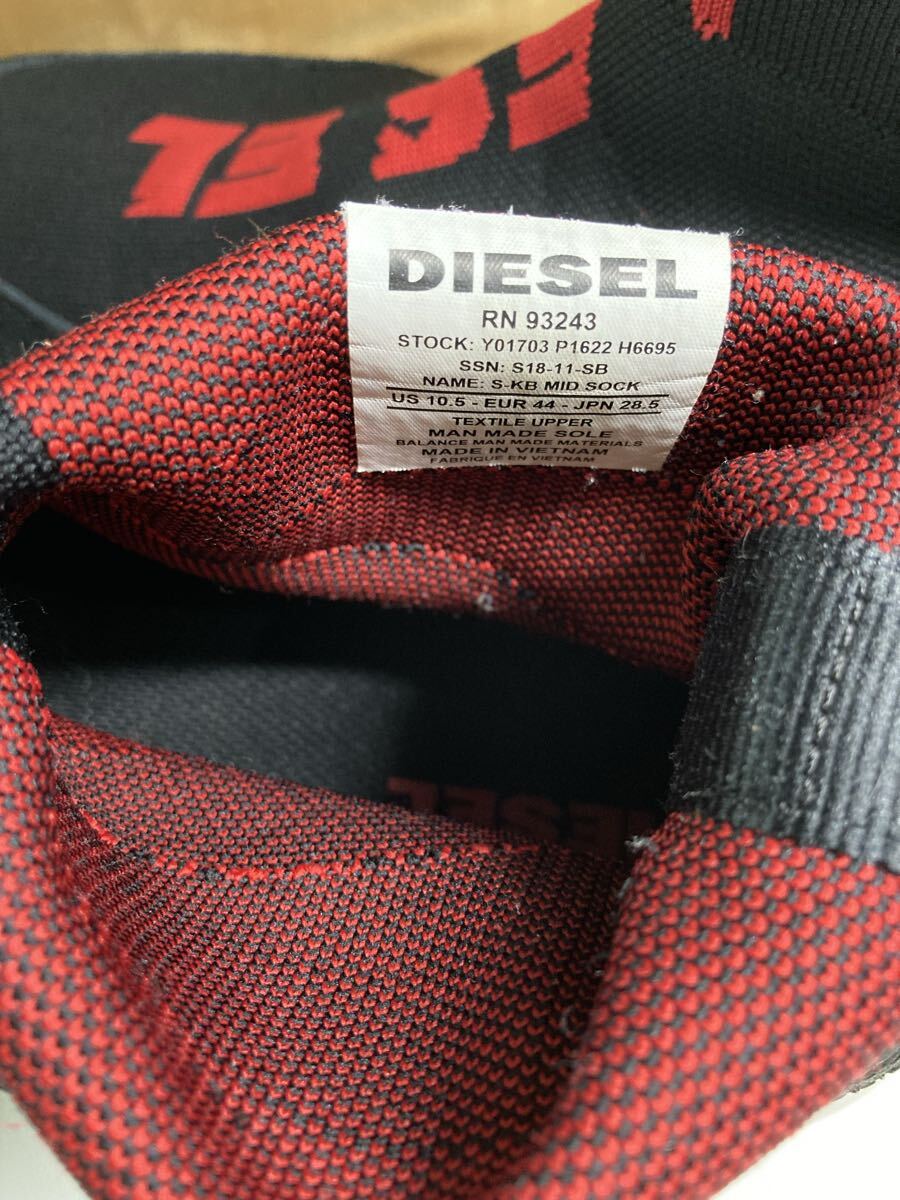 DIESEL
RN 93243
STOCK: Y01703 P1622 H6695
SSN: S18-11-SB
NAME: S-KB MID SOCK
US 10.5 - EUR 44 - JPN 28.5
TEXTILE UPPER
MAN MADE SOLE
BALANCE MAN MADE MATERIALS
MADE IN VIETNAM
FABRIQUE EN VIETNAM
IESEL